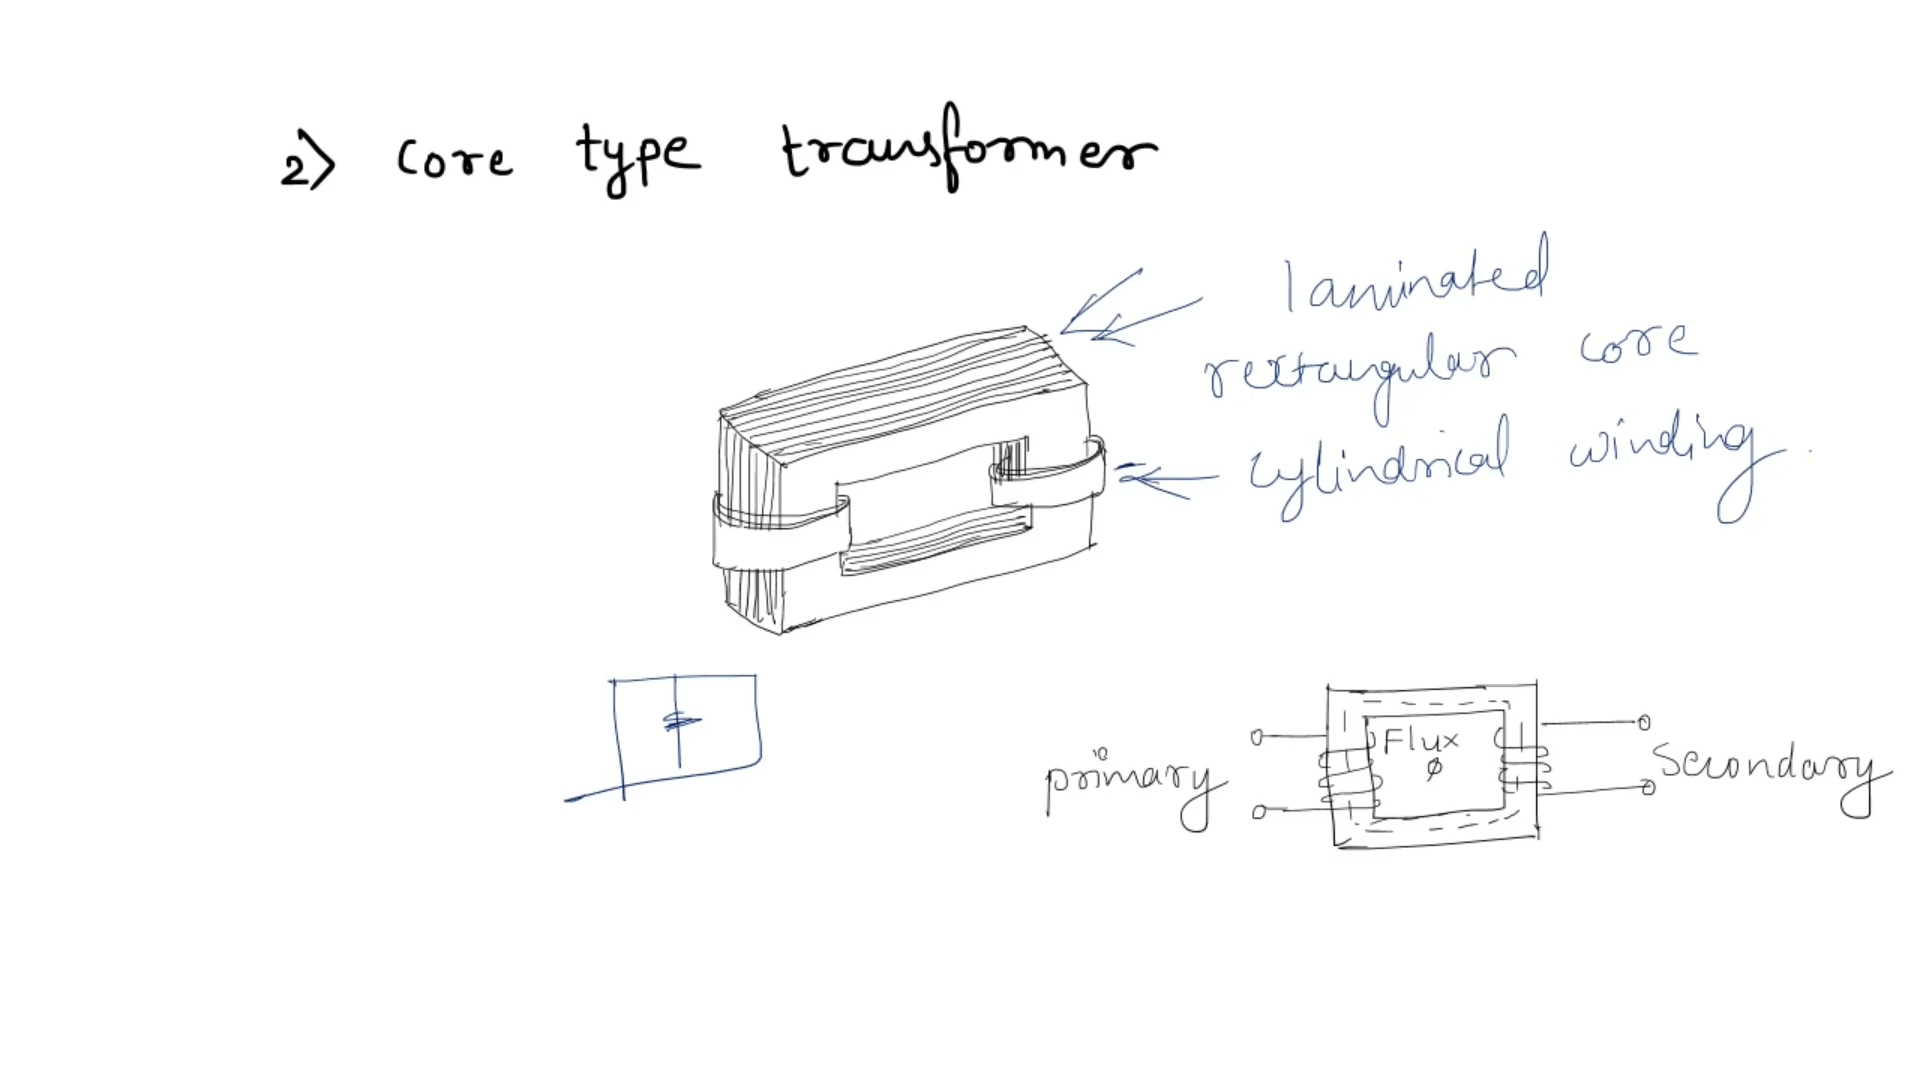 2) core type transformer
laminated
rectangular core
cylindrical winding.
Flux
φ
primary
Secondary